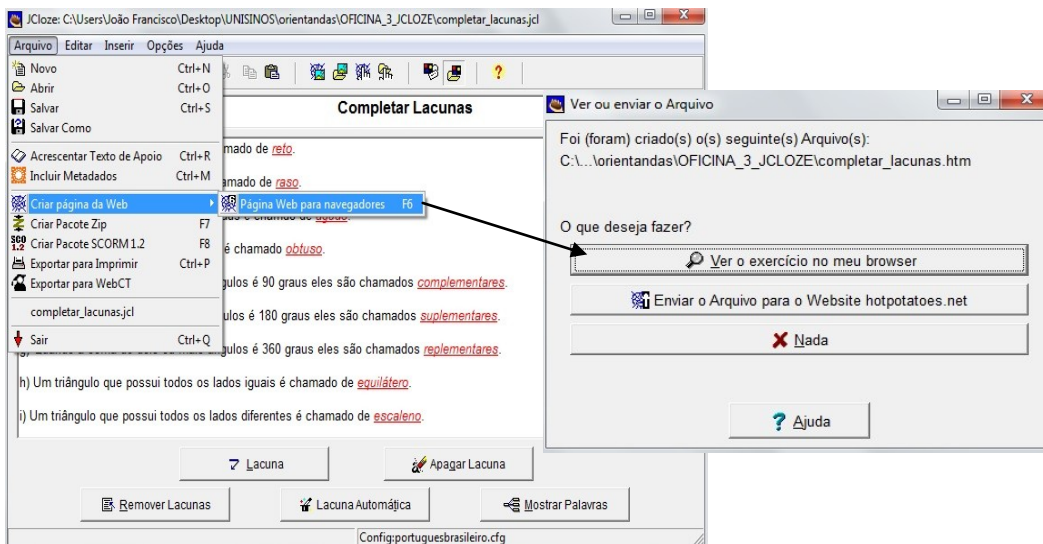 JCloze: C:\Users\João Francisco\Desktop\UNISINOS\orientandas\OFICINA_3_JCLOZE\completar_lacunas.jcl
Arquivo Editar Inserir Opções Ajuda
Novo Ctrl+N
Abrir Ctrl+O
Salvar Ctrl+S
Salvar Como
Acrescentar Texto de Apoio Ctrl+R
Incluir Metadados Ctrl+M
Criar página da Web
Página Web para navegadores F6
Criar Pacote Zip F7
Criar Pacote SCORM 1.2 F8
Exportar para Imprimir Ctrl+P
Exportar para WebCT
completar_lacunas.jcl
Sair Ctrl+Q
Completar Lacunas
mado de reto.
amado de raso.
é chamado obtuso.
gulos é 90 graus eles são chamados complementares.
ulos é 180 graus eles são chamados suplementares.
ngulos é 360 graus eles são chamados replementares.
h) Um triângulo que possui todos os lados iguais é chamado de equilátero.
i) Um triângulo que possui todos os lados diferentes é chamado de escaleno.
Lacuna
Apagar Lacuna
Remover Lacunas
Lacuna Automática
Mostrar Palavras
Config:portuguesbrasileiro.cfg
Ver ou enviar o Arquivo
Foi (foram) criado(s) o(s) seguinte(s) Arquivo(s):
C:\...\orientandas\OFICINA_3_JCLOZE\completar_lacunas.htm
O que deseja fazer?
Ver o exercício no meu browser
Enviar o Arquivo para o Website hotpotatoes.net
Nada
Ajuda